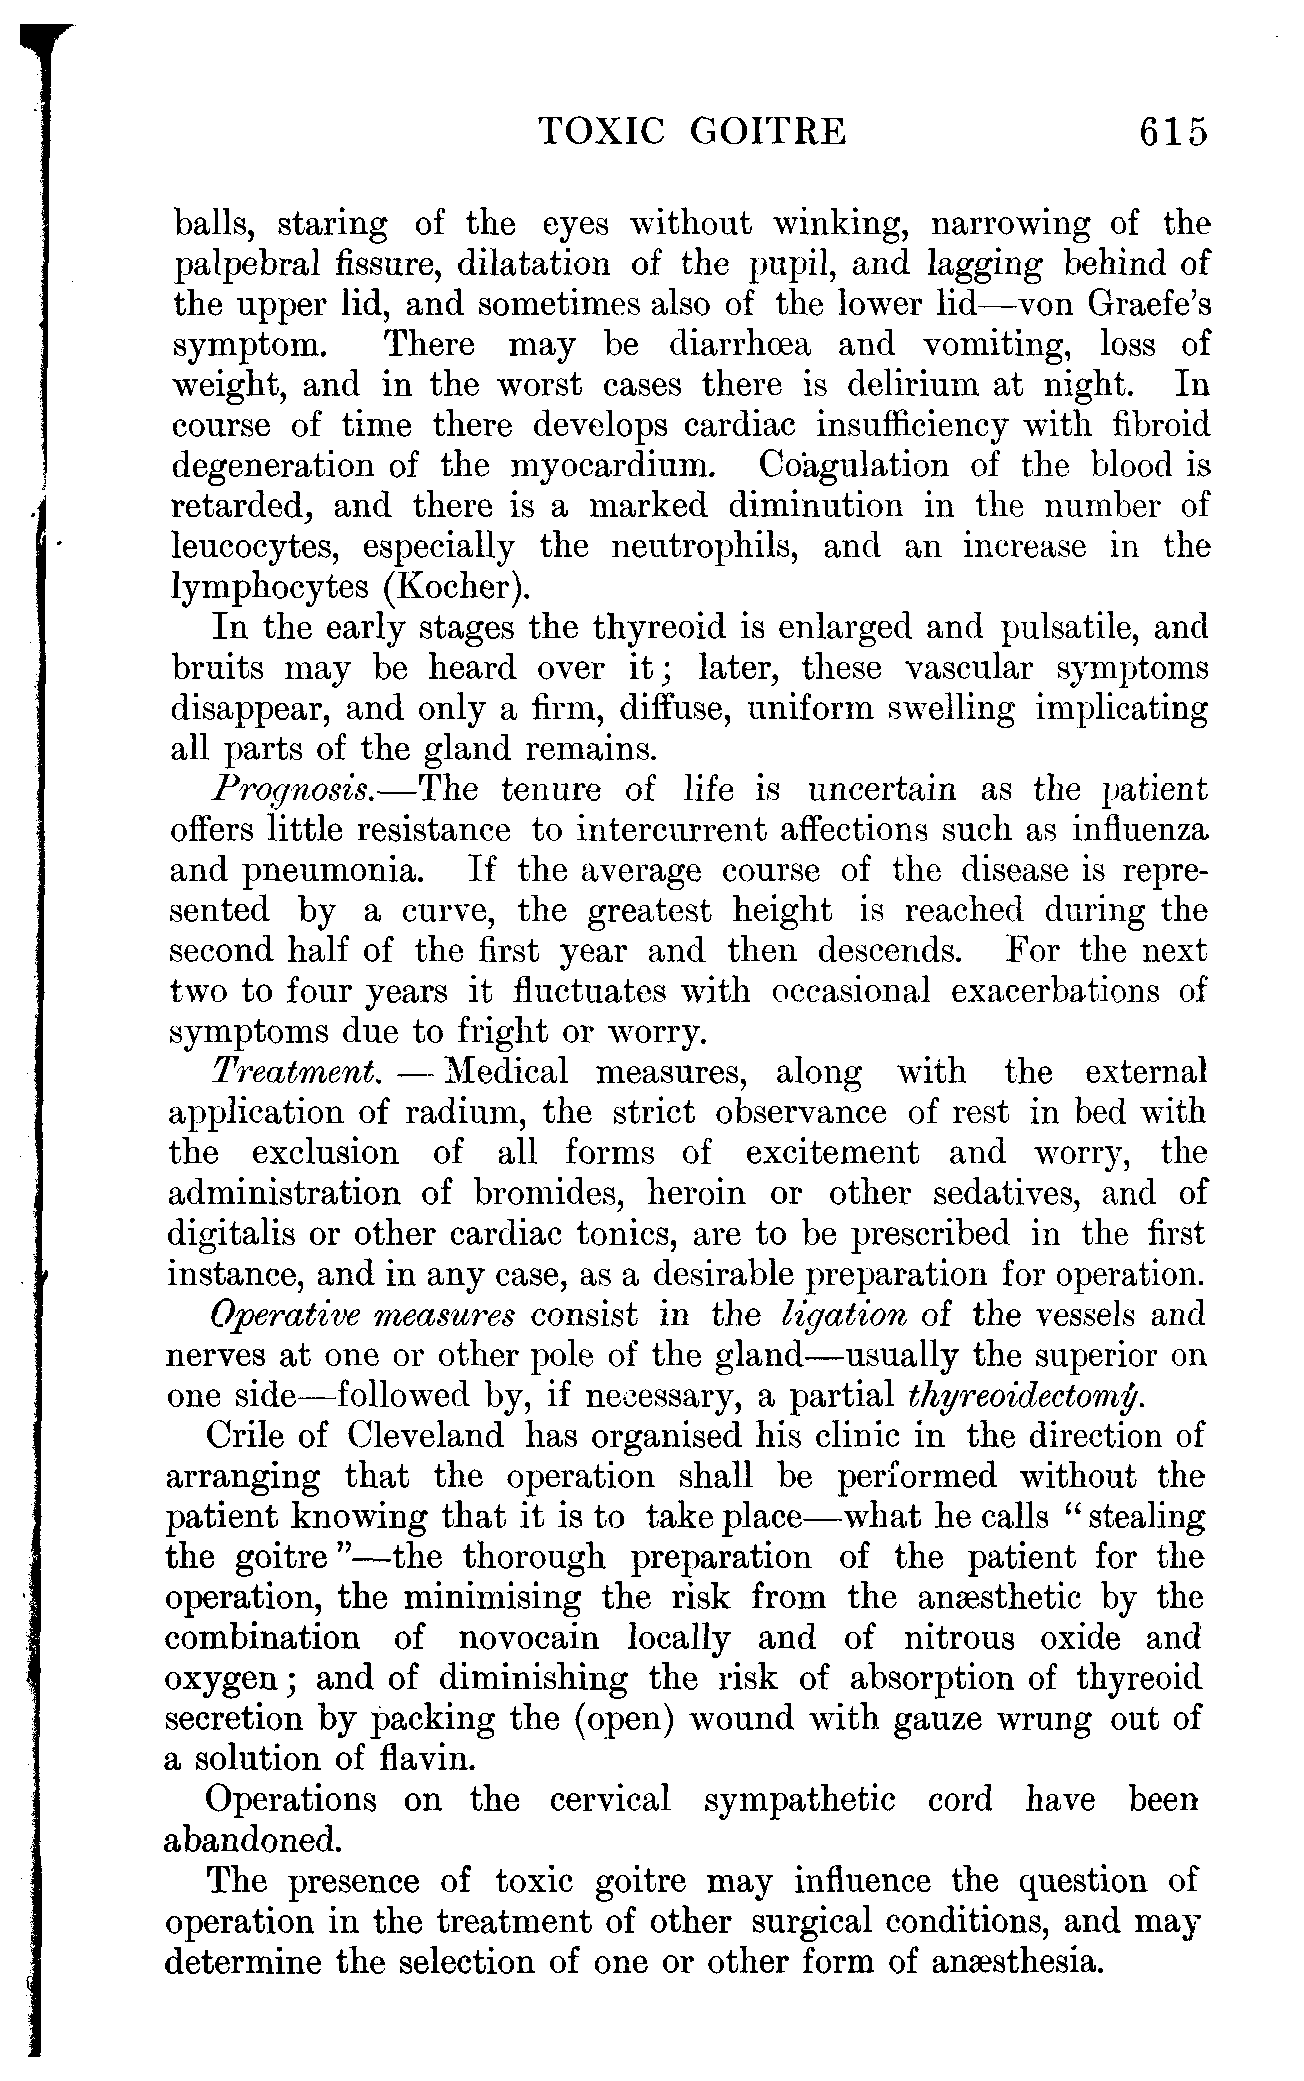 TOXIC GOITRE 615
balls, staring of the eyes without winking, narrowing of the
palpebral fissure, dilatation of the pupil, and lagging behind of
the upper lid, and sometimes also of the lower lid—von Graefe's
symptom. There may be diarrhœa and vomiting, loss of
weight, and in the worst cases there is delirium at night. In
course of time there develops cardiac insufficiency with fibroid
degeneration of the myocardium. Coagulation of the blood is
retarded, and there is a marked diminution in the number of
leucocytes, especially the neutrophils, and an increase in the
lymphocytes (Kocher).
In the early stages the thyreoid is enlarged and pulsatile, and
bruits may be heard over it; later, these vascular symptoms
disappear, and only a firm, diffuse, uniform swelling implicating
all parts of the gland remains.
Prognosis.—The tenure of life is uncertain as the patient
offers little resistance to intercurrent affections such as influenza
and pneumonia. If the average course of the disease is repre-
sented by a curve, the greatest height is reached during the
second half of the first year and then descends. For the next
two to four years it fluctuates with occasional exacerbations of
symptoms due to fright or worry.
Treatment. — Medical measures, along with the external
application of radium, the strict observance of rest in bed with
the exclusion of all forms of excitement and worry, the
administration of bromides, heroin or other sedatives, and of
digitalis or other cardiac tonics, are to be prescribed in the first
instance, and in any case, as a desirable preparation for operation.
Operative measures consist in the ligation of the vessels and
nerves at one or other pole of the gland—usually the superior on
one side—followed by, if necessary, a partial thyreoidectomy.
Crile of Cleveland has organised his clinic in the direction of
arranging that the operation shall be performed without the
patient knowing that it is to take place—what he calls "stealing
the goitre"—the thorough preparation of the patient for the
operation, the minimising the risk from the anæsthetic by the
combination of novocain locally and of nitrous oxide and
oxygen; and of diminishing the risk of absorption of thyreoid
secretion by packing the (open) wound with gauze wrung out of
a solution of flavin.
Operations on the cervical sympathetic cord have been
abandoned.
The presence of toxic goitre may influence the question of
operation in the treatment of other surgical conditions, and may
determine the selection of one or other form of anæsthesia.